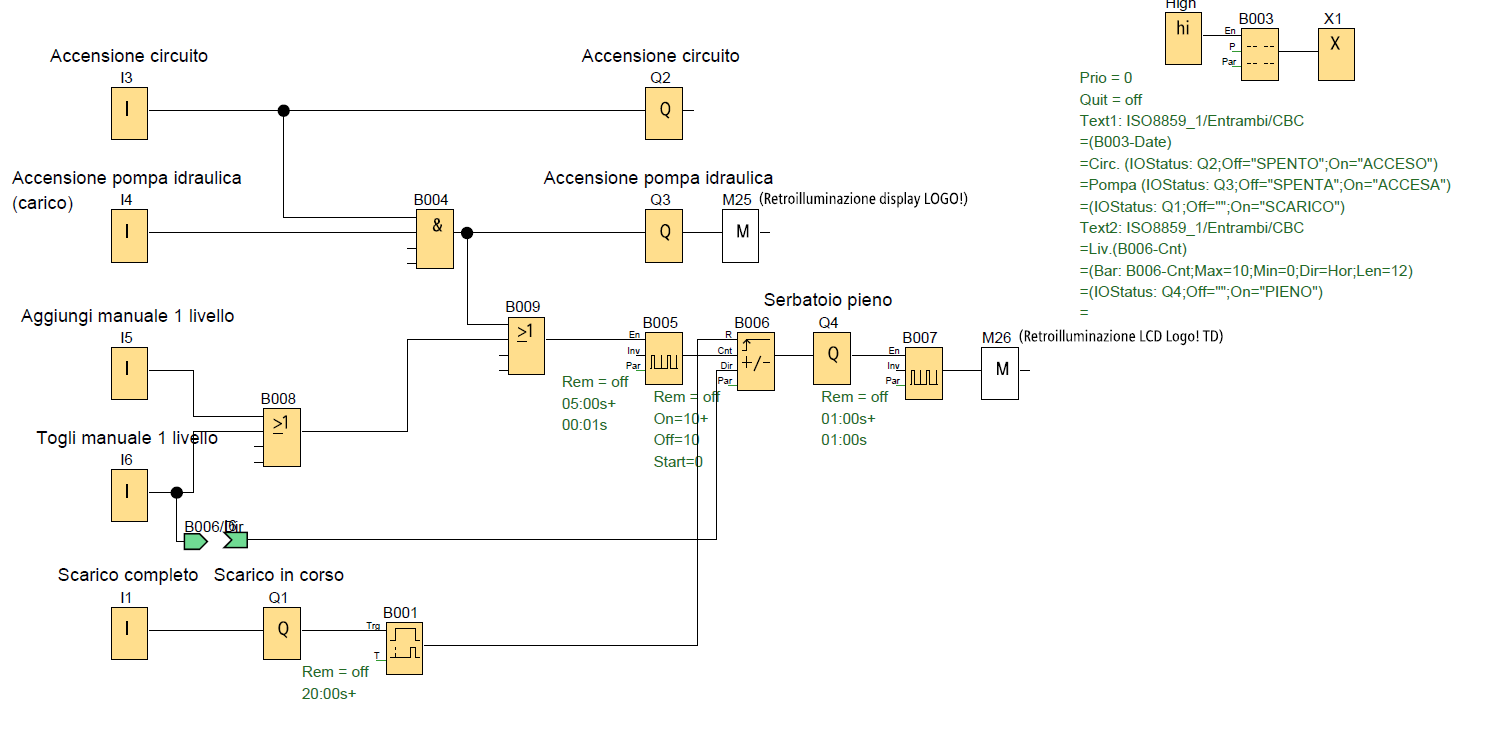 High
hi
B003
En
P
Par
X1
X
Prio = 0
Quit = off
Text1: ISO8859_1/Entrambi/CBC
=(B003-Date)
=Circ. (IOStatus: Q2;Off="SPENTO";On="ACCESO")
=Pompa (IOStatus: Q3;Off="SPENTA";On="ACCESA")
=(IOStatus: Q1;Off="";On="SCARICO")
Text2: ISO8859_1/Entrambi/CBC
=Liv.(B006-Cnt)
=(Bar: B006-Cnt;Max=10;Min=0;Dir=Hor;Len=12)
=(IOStatus: Q4;Off="";On="PIENO")
=
Accensione circuito
I3
I
Accensione circuito
Q2
Q
Accensione pompa idraulica
(carico)
I4
I
B004
&
Accensione pompa idraulica
Q3
Q
M25
(Retroilluminazione display LOGO!)
M
Aggiungi manuale 1 livello
I5
I
B009
>1
B005
En
Inv
Par
Rem = off
05:00s+
00:01s
B006
R
Cnt
Dir
Par
+/-
Rem = off
On=10+
Off=10
Start=0
Serbatoio pieno
Q4
Q
B007
En
Inv
Par
Rem = off
01:00s+
01:00s
M26
(Retroilluminazione LCD Logo! TD)
M
B008
>1
Togli manuale 1 livello
I6
I
B006/Dir
I6
Scarico completo
I1
I
Scarico in corso
Q1
Q
B001
Trg
T
Rem = off
20:00s+